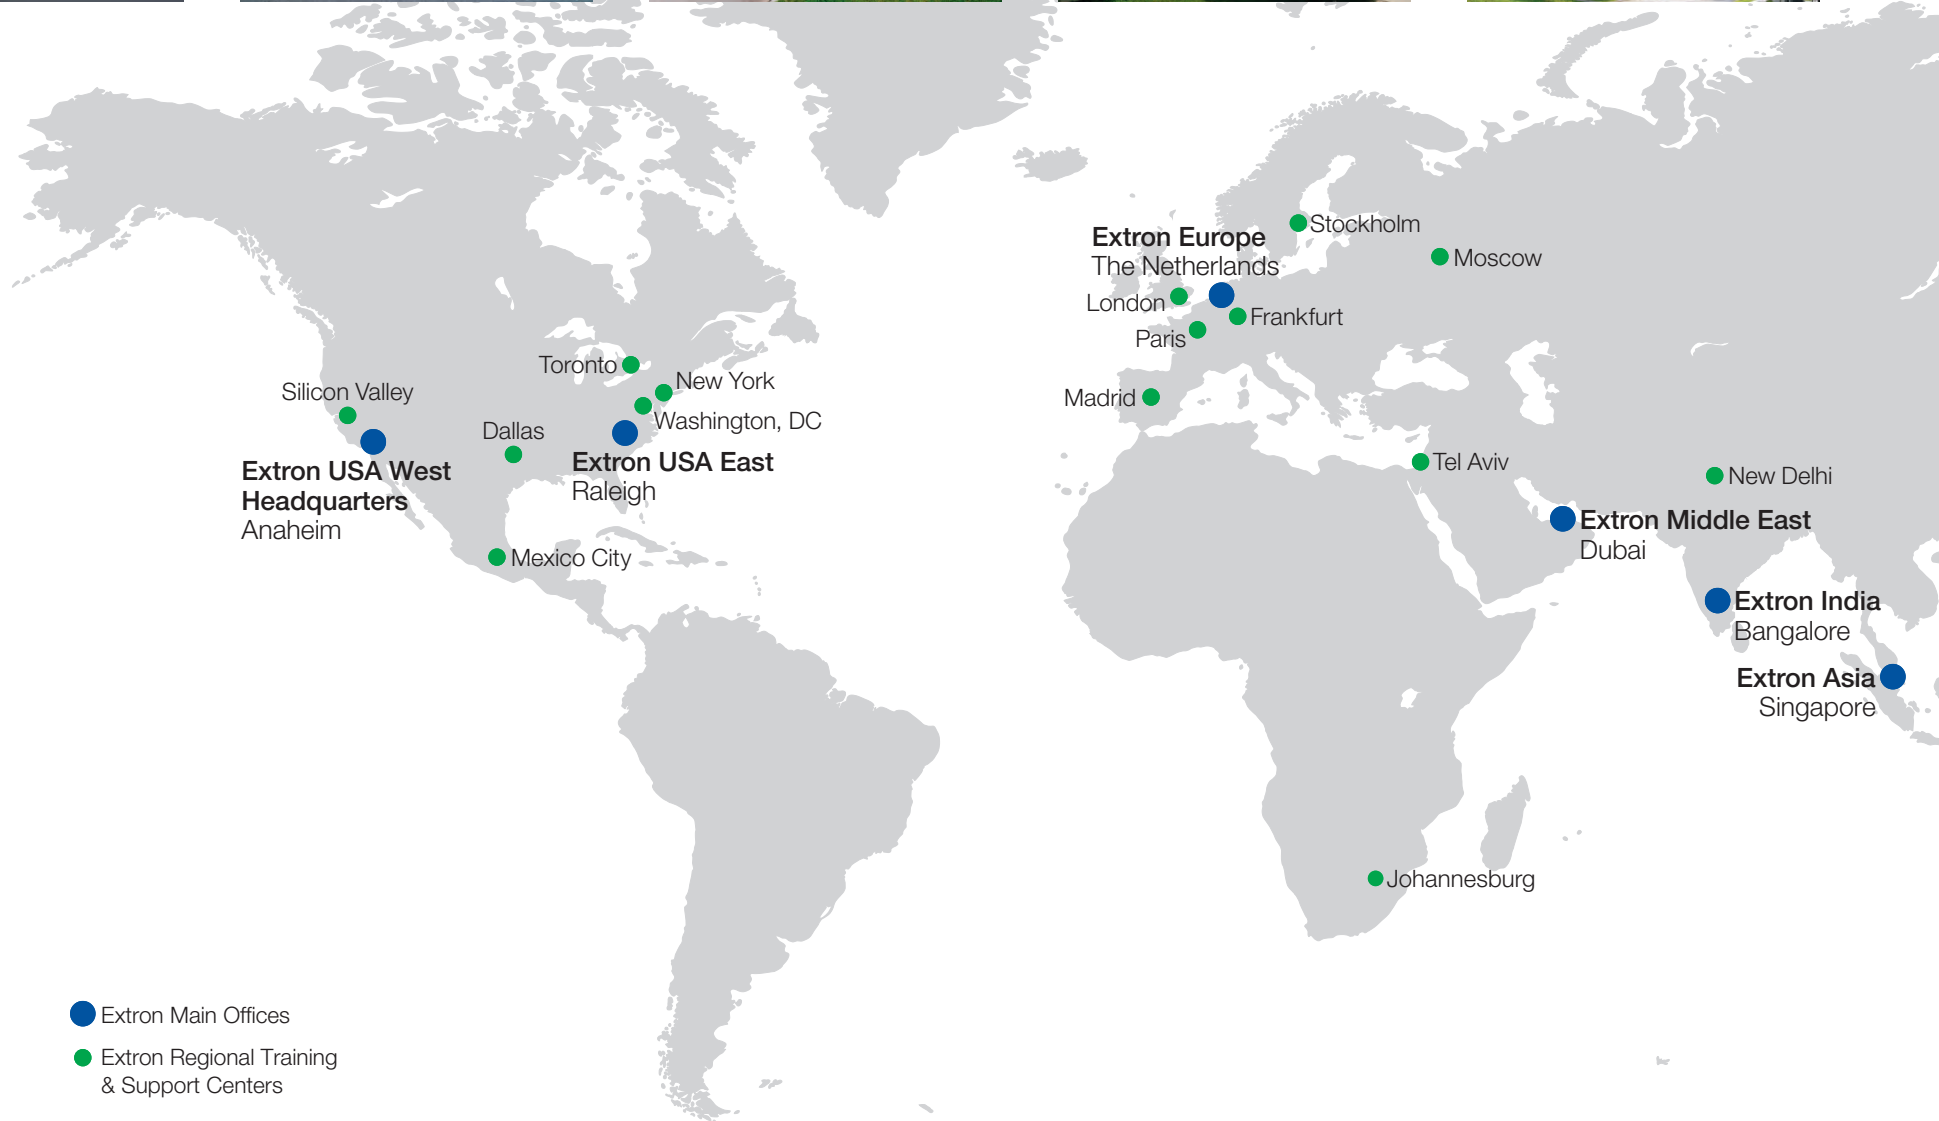 Stockholm
Extron Europe
The Netherlands
Moscow
London
Frankfurt
Paris
Toronto
New York
Silicon Valley
Madrid
Washington, DC
Dallas
Extron USA West
Headquarters
Anaheim
Extron USA East
Raleigh
Tel Aviv
New Delhi
Extron Middle East
Dubai
Mexico City
Extron India
Bangalore
Extron Asia
Singapore
Johannesburg
Extron Main Offices
Extron Regional Training
& Support Centers